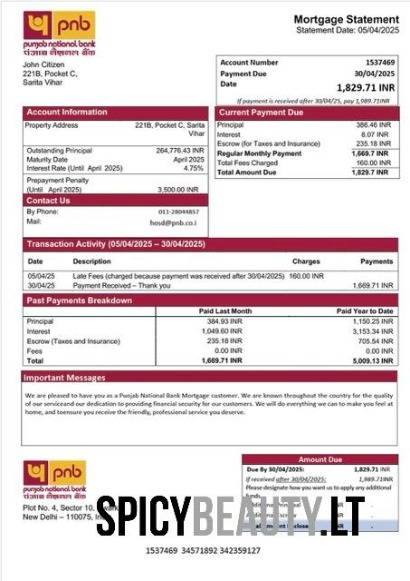 pnb
punjab national bank
पंजाब नैशनल बैंक
Mortgage Statement
Statement Date: 05/04/2025
John Citizen
221B, Pocket C,
Sarita Vihar
Account Number 1537469
Payment Due 30/04/2025
Date
1,829.71 INR
If payment is received after 30/04/25, pay 1,989.71INR
Account Information
Property Address 221B, Pocket C, Sarita
Vihar
Outstanding Principal 264,776.43 INR
Maturity Date April 2025
Interest Rate (Until April 2025) 4.75%
Prepayment Penalty
(Until April 2025) 3,500.00 INR
Contact Us
By Phone: 011-28044857
Mail: hosd@pnb.co.i
Current Payment Due
Principal 386.46 INR
Interest 8.07 INR
Escrow (for Taxes and Insurance) 235.18 INR
Regular Monthly Payment 1,669.7 INR
Total Fees Charged 160.00 INR
Total Amount Due 1,829.7 INR
Transaction Activity (05/04/2025 – 30/04/2025)
Date Description Charges Payments
05/04/25 Late Fees (charged because payment was received after 30/04/2025) 160.00 INR
30/04/25 Payment Received – Thank you 1,669.71 INR
Past Payments Breakdown
Paid Last Month Paid Year to Date
Principal 384.93 INR 1,150.25 INR
Interest 1,049.60 INR 3,153.34 INR
Escrow (Taxes and Insurance) 235.18 INR 705.54 INR
Fees 0.00 INR 0.00 INR
Total 1,669.71 INR 5,009.13 INR
Important Messages
We are pleased to have you as a Punjab National Bank Mortgage customer. We are known throughout the country for the quality
of our serviceand our dedication to providing financial security for our customers. We will do everything we can to make you feel at
home, and toensure you receive the friendly, professional service you deserve.
pnb
punjab national bank
पंजाब नैशनल बैंक
Plot No. 4, Sector 10,
New Delhi – 110075,
Amount Due
Due By 30/04/2025: 1,829.71 INR
If received after 30/04/2025: 1,989.71INR
Please designate how you want us to apply any additional
funds.
SPICYBEAUTY.LT
1537469 34571892 342359127